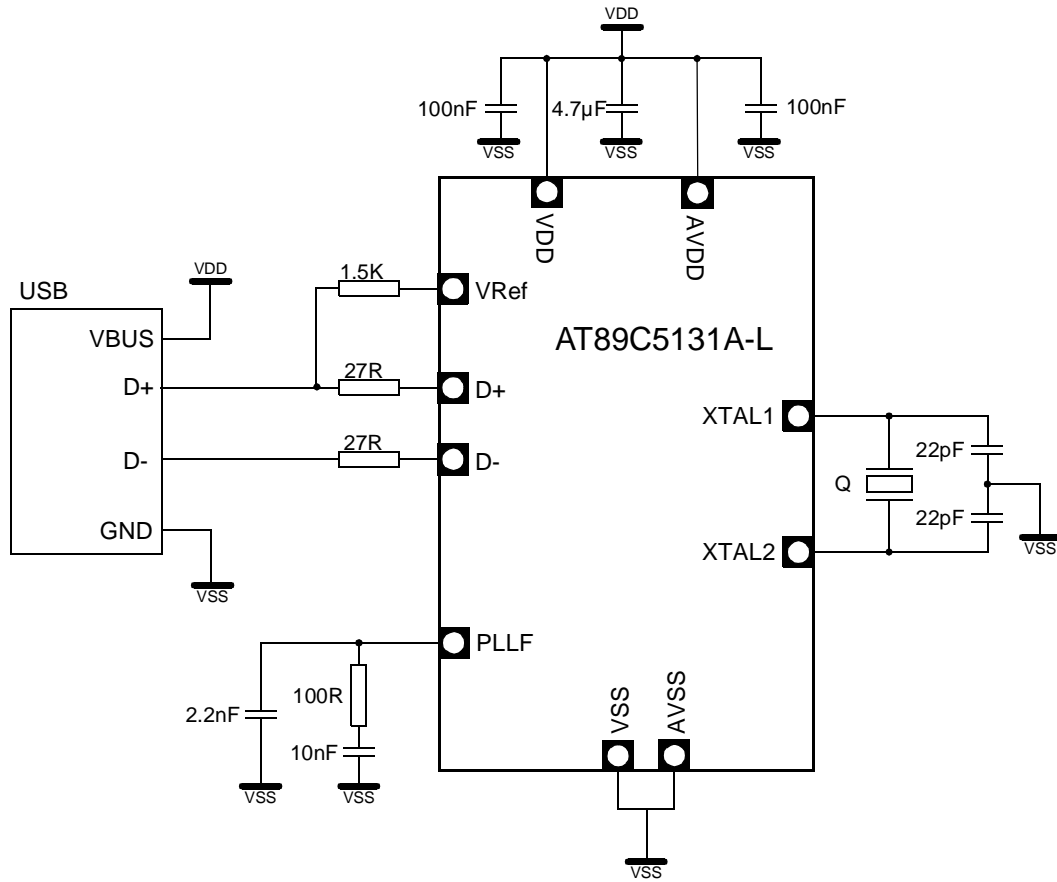 VDD
100nF
4.7µF
100nF
VSS
VSS
VSS
VDD
AVDD
VDD
1.5K
VRef
USB
VBUS
AT89C5131A-L
27R
D+
D+
XTAL1
27R
D-
D-
22pF
Q
22pF
GND
XTAL2
VSS
VSS
PLLF
100R
2.2nF
10nF
VSS
AVSS
VSS
VSS
VSS